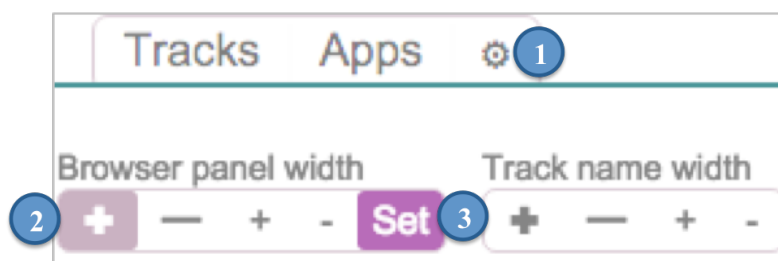 Tracks Apps ⚙ 1
Browser panel width Track name width
2 + — + - Set 3 + — + -